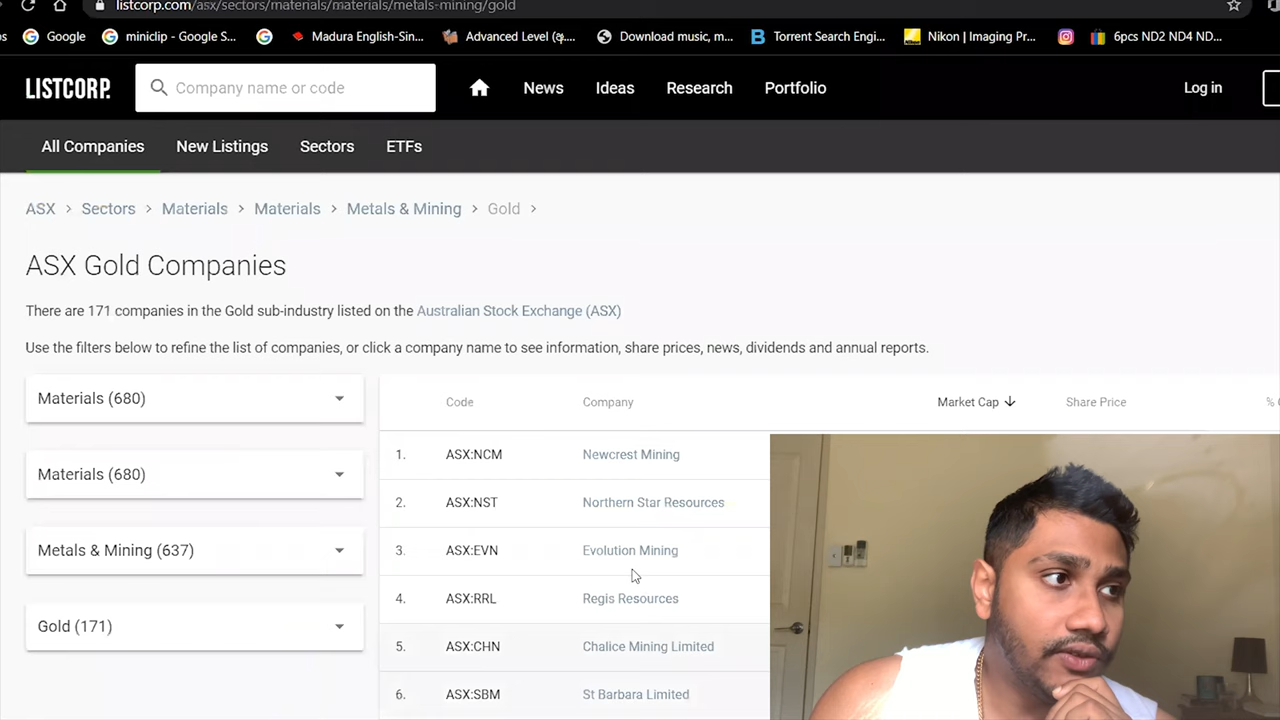 listcorp.com/asx/sectors/materials/materials/metals-mining/gold
Google miniclip - Google S... Madura English-Sin... Advanced Level (අ... Download music, m... Torrent Search Engi... Nikon | Imaging Pr... 6pcs ND2 ND4 ND...
LISTCORP. Company name or code News Ideas Research Portfolio Log in
All Companies New Listings Sectors ETFs
ASX > Sectors > Materials > Materials > Metals & Mining > Gold >
ASX Gold Companies
There are 171 companies in the Gold sub-industry listed on the Australian Stock Exchange (ASX)
Use the filters below to refine the list of companies, or click a company name to see information, share prices, news, dividends and annual reports.
Materials (680)
Materials (680)
Metals & Mining (637)
Gold (171)
Code Company Market Cap Share Price %
1. ASX:NCM Newcrest Mining
2. ASX:NST Northern Star Resources
3. ASX:EVN Evolution Mining
4. ASX:RRL Regis Resources
5. ASX:CHN Chalice Mining Limited
6. ASX:SBM St Barbara Limited